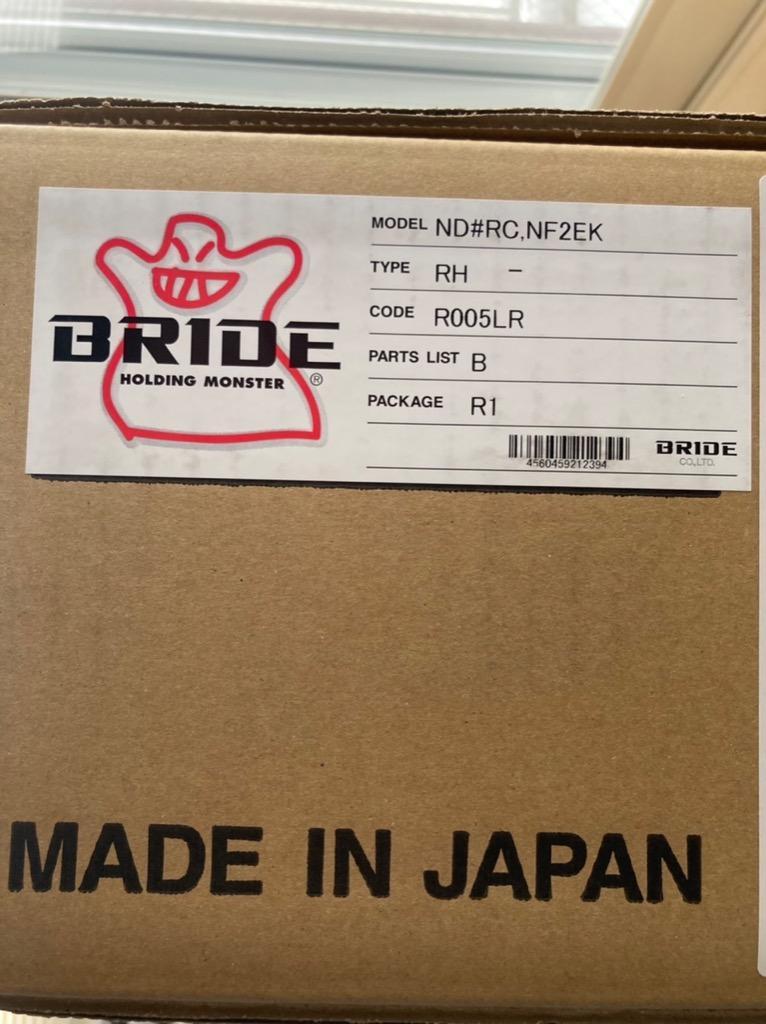 BRIDE
HOLDING MONSTER ®
MODEL ND#RC,NF2EK
TYPE RH -
CODE R005LR
PARTS LIST B
PACKAGE R1
4560459212394
BRIDE
CO.,LTD.
MADE IN JAPAN